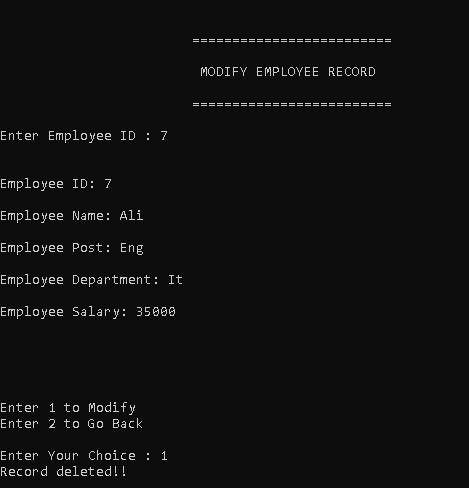 =========================
MODIFY EMPLOYEE RECORD
=========================
Enter Employee ID : 7
Employee ID: 7
Employee Name: Ali
Employee Post: Eng
Employee Department: It
Employee Salary: 35000
Enter 1 to Modify
Enter 2 to Go Back
Enter Your Choice : 1
Record deleted!!